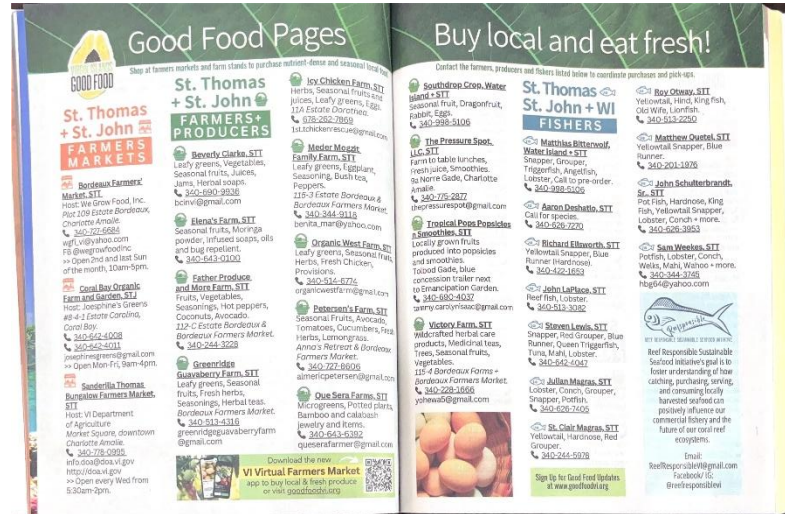 Good Food Pages
GOOD FOOD
Shop at farmers markets and farm stands to purchase nutrient-dense and seasonal local food.
St. Thomas
+ St. John
FARMERS
MARKETS
Bordeaux Farmers'
Market, STT
Host: We Grow Food, Inc.
Plot 109 Estate Bordeaux,
Charlotte Amalie.
340-727-6684
wgfi_vi@yahoo.com
FB @wegrowfoodinc
>> Open 2nd and last Sun
of the month, 10am-5pm.
Coral Bay Organic
Farm and Garden, STJ
Host: Josephine's Greens
#8-4-1 Estate Carolina,
Coral Bay.
340-642-4008
340-642-4011
josephinesgreens@gmail.com
>> Open Mon-Fri, 9am-4pm.
Sanderilla Thomas
Bungalow Farmers Market,
STT
Host: VI Department
of Agriculture
Market Square, downtown
Charlotte Amalie.
340-778-0995
info.doa@doa.vi.gov
http://doa.vi.gov
>> Open every Wed from
5:30am-2pm.
St. Thomas
+ St. John
FARMERS+
PRODUCERS
Beverly Clarke, STT
Leafy greens, Vegetables,
Seasonal fruits, Juices,
Jams, Herbal soaps.
340-690-9936
bcinvi@gmail.com
Elena's Farm, STT
Seasonal fruits, Moringa
powder, Infused soaps, oils
and bug repellent.
340-643-0100
Father Produce
and More Farm, STT
Fruits, Vegetables,
Seasonings, Hot peppers,
Coconuts, Avocado.
112-C Estate Bordeaux &
Bordeaux Farmers Market.
340-244-3228
Greenridge
Guavaberry Farm, STT
Leafy greens, Seasonal
fruits, Fresh herbs,
Seasonings, Herbal teas.
Bordeaux Farmers Market.
340-513-4316
greenridgeguavaberryfarm
@gmail.com
Icy Chicken Farm, STT
Herbs, Seasonal fruits and
juices, Leafy greens, Eggs.
11A Estate Dorothea.
678-262-7869
1st.tchickenrescue@gmail.com
Meder Moggit
Family Farm, STT
Leafy greens, Eggplant,
Seasoning, Bush tea,
Peppers.
115-3 Estate Bordeaux &
Bordeaux Farmers Market.
340-344-9116
benita_mar@yahoo.com
Organic West Farm, STT
Leafy greens, Seasonal fruits,
Herbs, Fresh Chicken,
Provisions.
340-514-6774
organicwestfarm@gmail.com
Peterson's Farm, STT
Seasonal Fruits, Avocado,
Tomatoes, Cucumbers, Fresh
Herbs, Lemongrass.
Anna's Retreat & Bordeaux
Farmers Market.
340-727-8606
almericpetersen@gmail.com
Que Sera Farms, STT
Microgreens, Potted plants,
Bamboo and calabash
jewelry and items.
340-643-6392
queserafarmer@gmail.com
Download the new
VI Virtual Farmers Market
app to buy local & fresh produce
or visit goodfoodvi.org
Buy local and eat fresh!
Contact the farmers, producers and fishers listed below to coordinate purchases and pick-ups.
Southdrop Crop, Water
Island + STT
Seasonal fruit, Dragonfruit,
Rabbit, Eggs.
340-998-5106
The Pressure Spot,
LLC, STT
Farm to table lunches,
Fresh juice, Smoothies.
9a Norre Gade, Charlotte
Amalie.
340-775-2877
thepressurespot@gmail.com
Tropical Pops Popsicles
n Smoothies, STT
Locally grown fruits
produced into popsicles
and smoothies.
Tolbod Gade, blue
concession trailer next
to Emancipation Garden.
340-690-4037
tammy.carolynisaac@gmail.com
Victory Farm, STT
Wildcrafted herbal care
products, Medicinal teas,
Trees, Seasonal fruits,
Vegetables.
115-4 Bordeaux Farms +
Bordeaux Farmers Market.
340-228-1666
yohewa5@gmail.com
St. Thomas
St. John + WI
FISHERS
Matthias Bitterwolf,
Water Island + STT
Snapper, Grouper,
Triggerfish, Angelfish,
Lobster, Call to pre-order.
340-998-5106
Aaron Deshatlo, STT
Call for species.
340-626-7270
Richard Ellsworth, STT
Yellowtail Snapper, Blue
Runner (Hardnose).
340-422-1653
John LaPlace, STT
Reef fish, Lobster.
340-513-3082
Steven Lewis, STT
Snapper, Red Grouper, Blue
Runner, Queen Triggerfish,
Tuna, Mahi, Lobster.
340-642-4047
Julian Magras, STT
Lobster, Conch, Grouper,
Snapper, Potfish.
340-626-7405
St. Clair Magras, STT
Yellowtail, Hardnose, Red
Grouper.
340-244-5978
Sign Up for Good Food Updates
at www.goodfoodvi.org
Roy Otway, STT
Yellowtail, Hind, King fish,
Old Wife, Lionfish.
340-513-2250
Matthew Quetel, STT
Yellowtail Snapper, Blue
Runner.
340-201-1976
John Schulterbrandt,
Sr., STT
Pot Fish, Hardnose, King
Fish, Yellowtail Snapper,
Lobster, Conch + more.
340-626-3953
Sam Weekes, STT
Potfish, Lobster, Conch,
Welks, Mahi, Wahoo + more.
340-344-3745
hbg64@yahoo.com
Reef Responsible Sustainable
Seafood Initiative's goal is to
foster understanding of how
catching, purchasing, serving,
and consuming locally
harvested seafood can
positively influence our
commercial fishery and the
future of our coral reef
ecosystems.
Email:
ReefResponsibleVI@gmail.com
Facebook/ IG:
@reefresponsiblevi